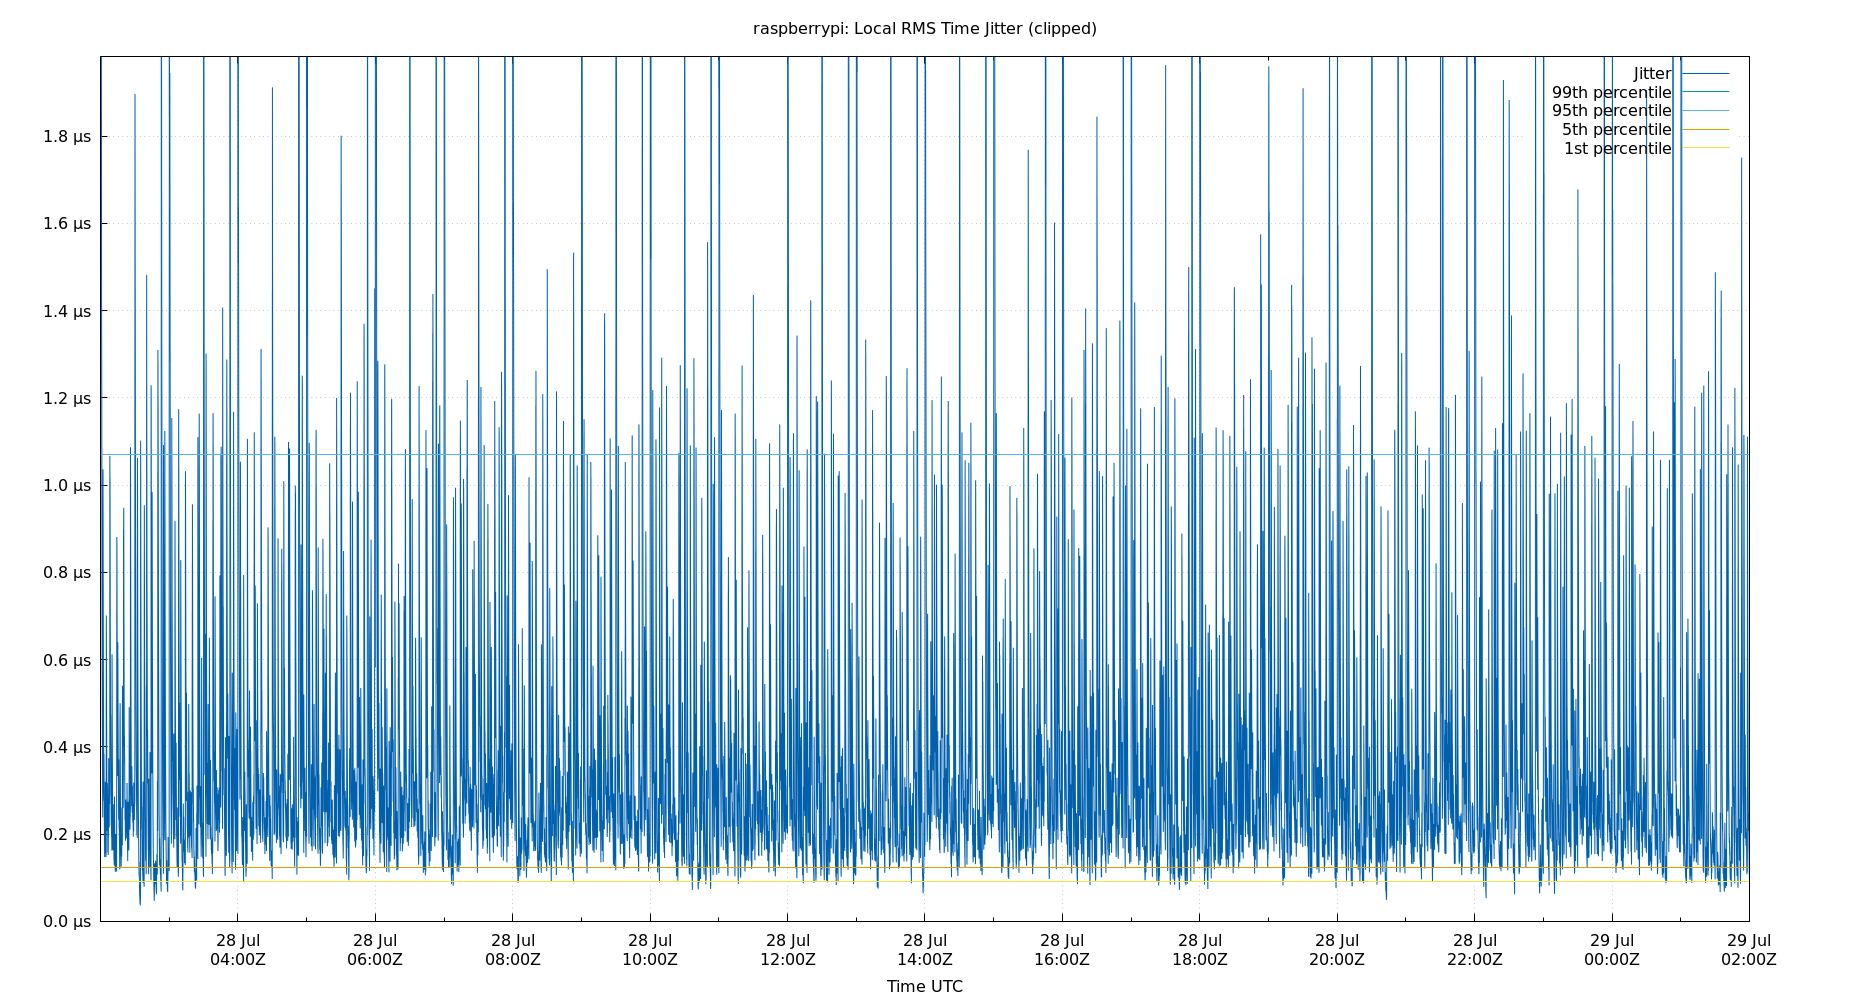 raspberrypi: Local RMS Time Jitter (clipped)
Jitter
99th percentile
95th percentile
5th percentile
1st percentile
1.8 µs
1.6 µs
1.4 µs
1.2 µs
1.0 µs
0.8 µs
0.6 µs
0.4 µs
0.2 µs
0.0 µs
28 Jul 28 Jul 28 Jul 28 Jul 28 Jul 28 Jul 28 Jul 28 Jul 28 Jul 28 Jul 29 Jul 29 Jul
04:00Z 06:00Z 08:00Z 10:00Z 12:00Z 14:00Z 16:00Z 18:00Z 20:00Z 22:00Z 00:00Z 02:00Z
Time UTC